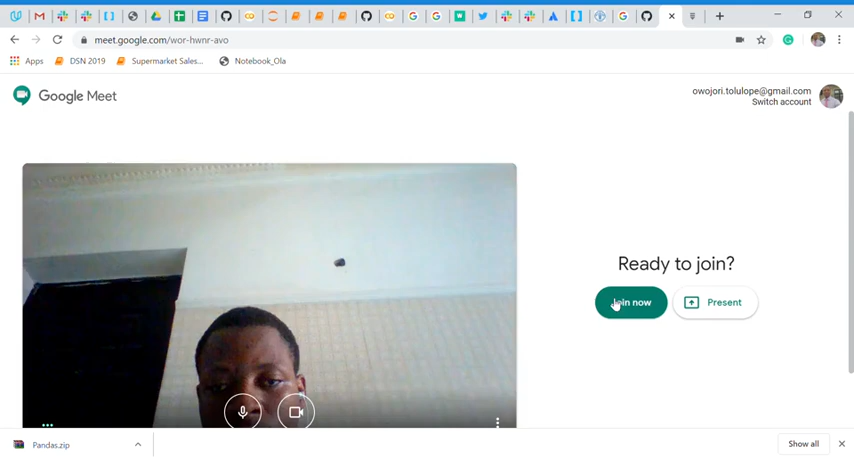 meet.google.com/wor-hwnr-avo
Apps DSN 2019 Supermarket Sales... Notebook_Ola
Google Meet
owojori.tolulope@gmail.com
Switch account
Ready to join?
Join now Present
Pandas.zip
Show all